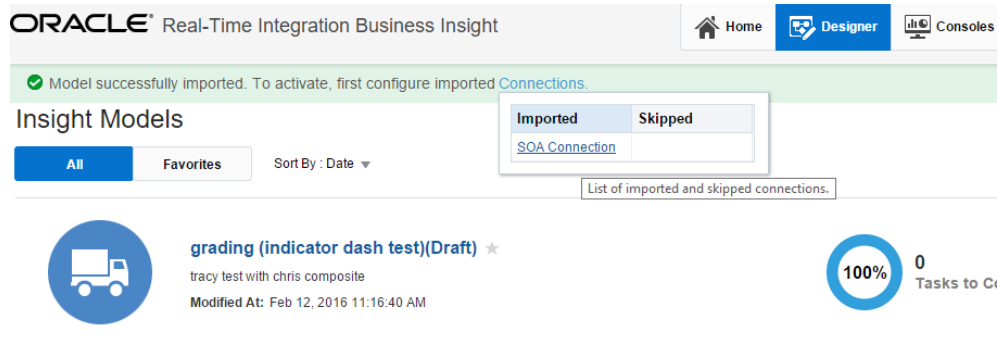 ORACLE® Real-Time Integration Business Insight
Home
Designer
Consoles
Model successfully imported. To activate, first configure imported Connections.
Insight Models
Imported Skipped
SOA Connection
All Favorites Sort By : Date
List of imported and skipped connections.
grading (indicator dash test)(Draft)
tracy test with chris composite
Modified At: Feb 12, 2016 11:16:40 AM
100%
0
Tasks to Co